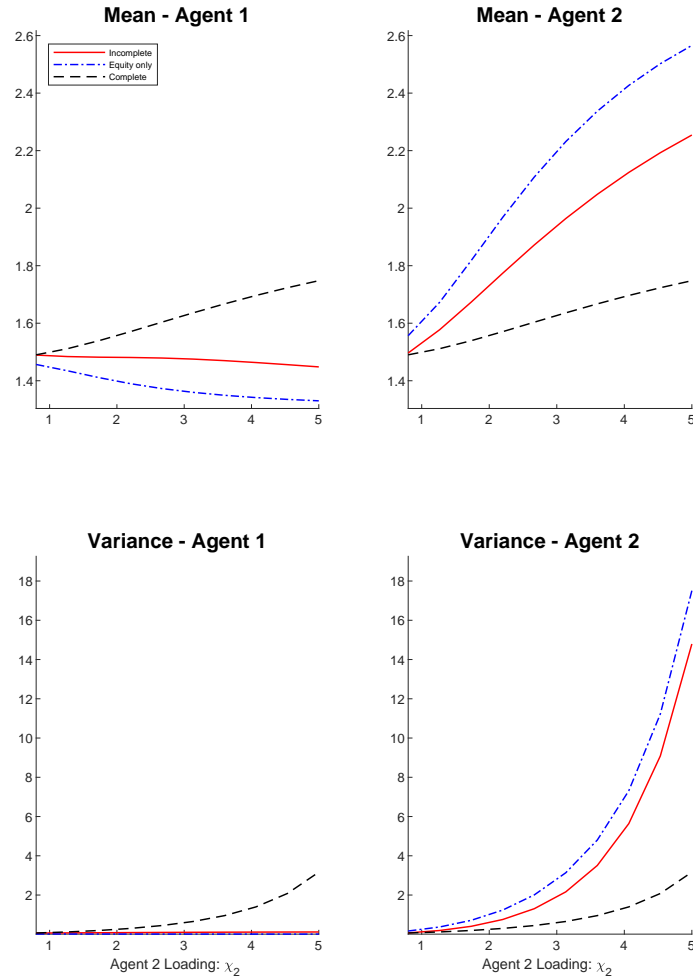 Mean - Agent 1
2.6
2.4
2.2
2
1.8
1.6
1.4
1 2 3 4 5
Incomplete
Equity only
Complete
Mean - Agent 2
2.6
2.4
2.2
2
1.8
1.6
1.4
1 2 3 4 5
Variance - Agent 1
18
16
14
12
10
8
6
4
2
1 2 3 4 5
Agent 2 Loading: χ₂
Variance - Agent 2
18
16
14
12
10
8
6
4
2
1 2 3 4 5
Agent 2 Loading: χ₂